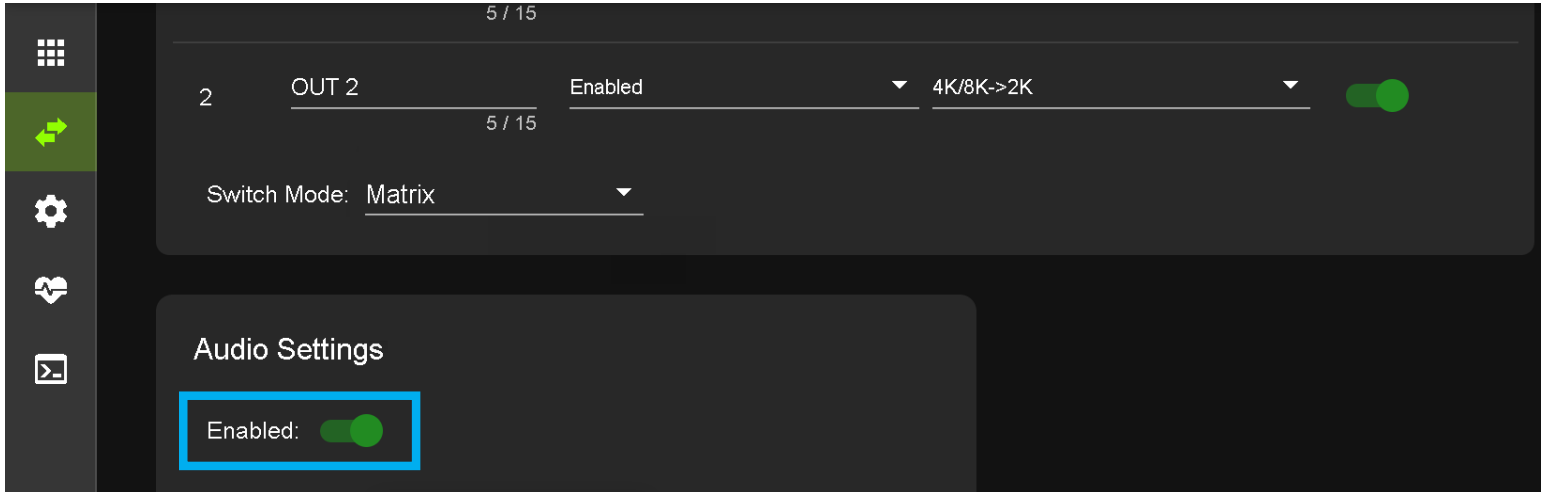 5 / 15
2 OUT 2 Enabled 4K/8K->2K
5 / 15
Switch Mode: Matrix
Audio Settings
Enabled: